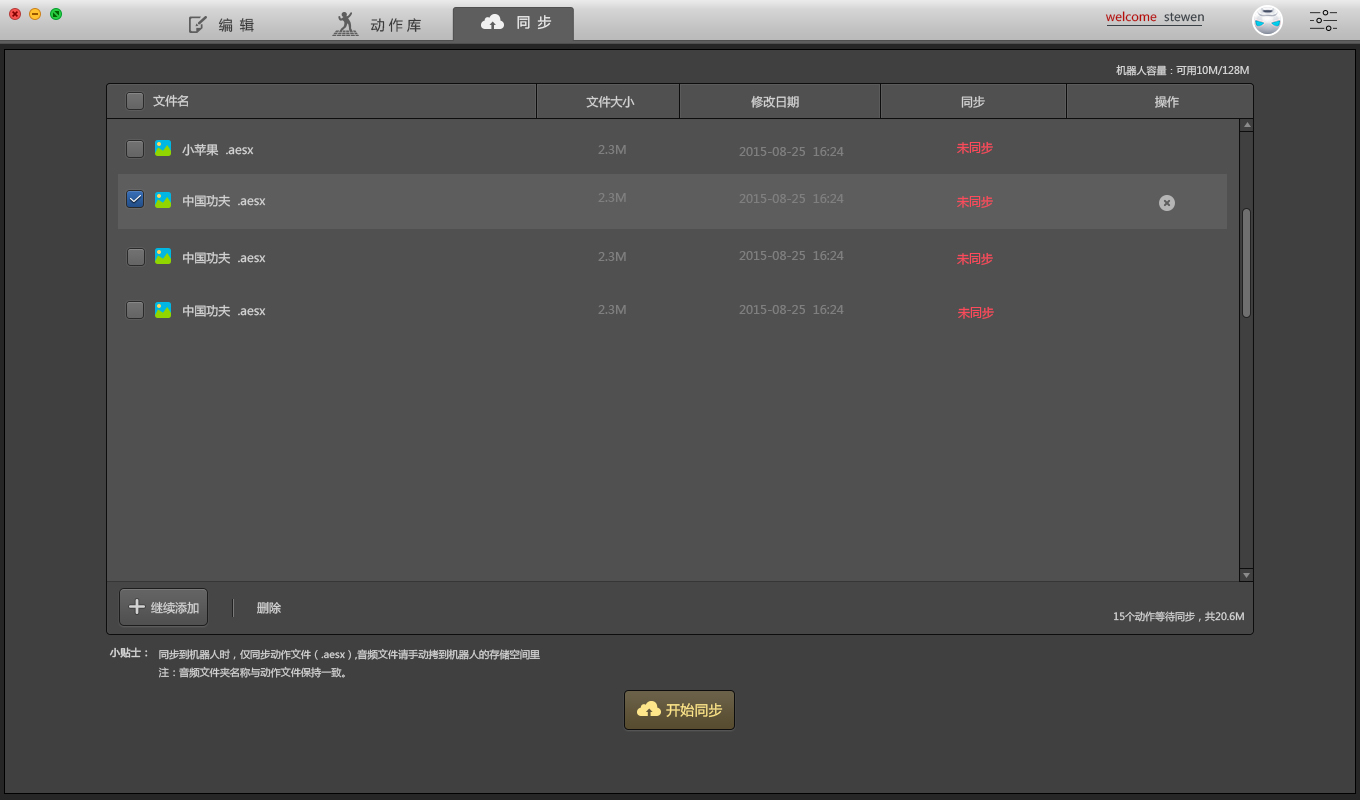 编 辑
动 作 库
同 步
welcome stewen
机器人容量：可用10M/128M
文件名 文件大小 修改日期 同步 操作
小苹果 .aesx 2.3M 2015-08-25 16:24 未同步
中国功夫 .aesx 2.3M 2015-08-25 16:24 未同步
中国功夫 .aesx 2.3M 2015-08-25 16:24 未同步
中国功夫 .aesx 2.3M 2015-08-25 16:24 未同步
继续添加 删除
15个动作等待同步，共20.6M
小贴士： 同步到机器人时，仅同步动作文件（.aesx）,音频文件请手动拷到机器人的存储空间里
注：音频文件夹名称与动作文件保持一致。
开始同步